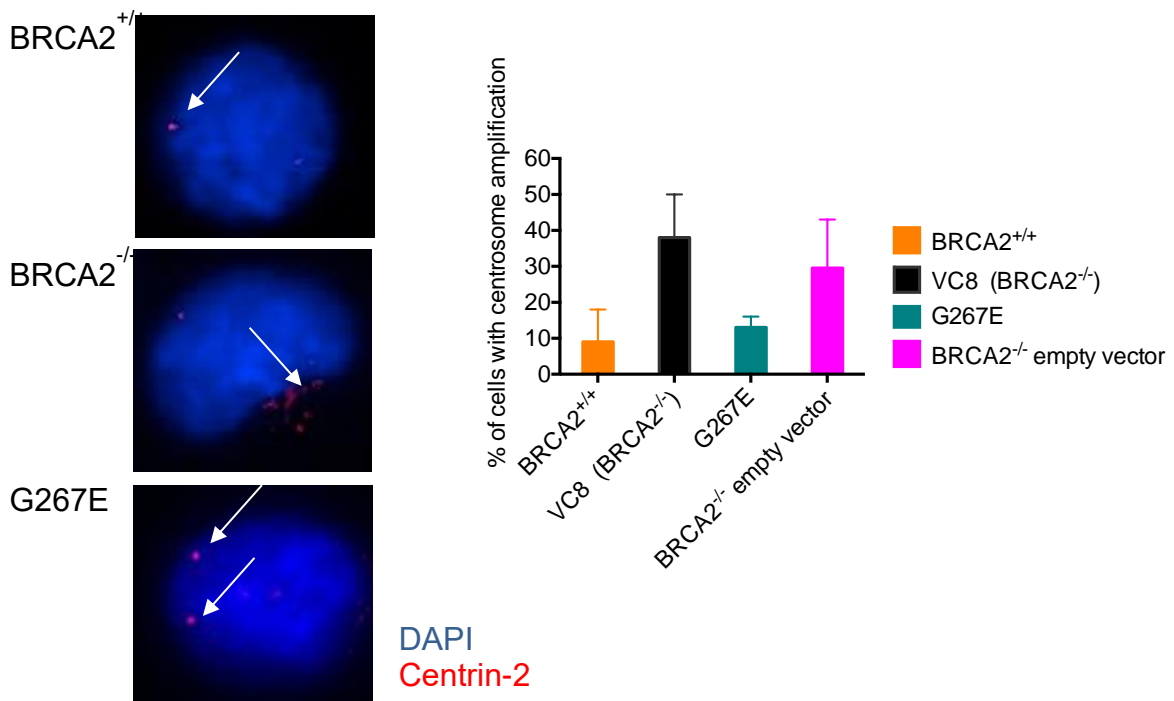 BRCA2+/+
BRCA2-/-
G267E
DAPI
Centrin-2
% of cells with centrosome amplification
60
50
40
30
20
10
0
BRCA2+/+
VC8 (BRCA2-/-)
G267E
BRCA2-/- empty vector
BRCA2+/+
VC8 (BRCA2-/-)
G267E
BRCA2-/- empty vector